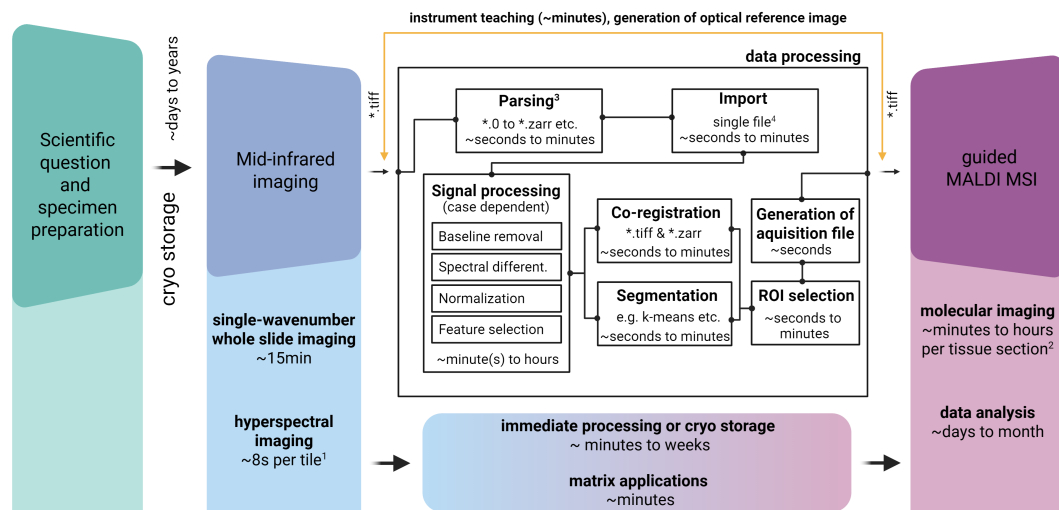 instrument teaching (~minutes), generation of optical reference image
data processing
Scientific
question
and
specimen
preparation
~days to years
cryo storage
Mid-infrared
imaging
single-wavenumber
whole slide imaging
~15min
hyperspectral
imaging
~8s per tile¹
*.tiff
Parsing³
*.0 to *.zarr etc.
~seconds to minutes
Import
single file⁴
~seconds to minutes
Signal processing
(case dependent)
Baseline removal
Spectral different.
Normalization
Feature selection
~minute(s) to hours
Co-registration
*.tiff & *.zarr
~seconds to minutes
Segmentation
e.g. k-means etc.
~seconds to minutes
Generation of
aquisition file
~seconds
ROI selection
~seconds to
minutes
immediate processing or cryo storage
~ minutes to weeks
matrix applications
~minutes
*.tiff
guided
MALDI MSI
molecular imaging
~minutes to hours
per tissue section²
data analysis
~days to month